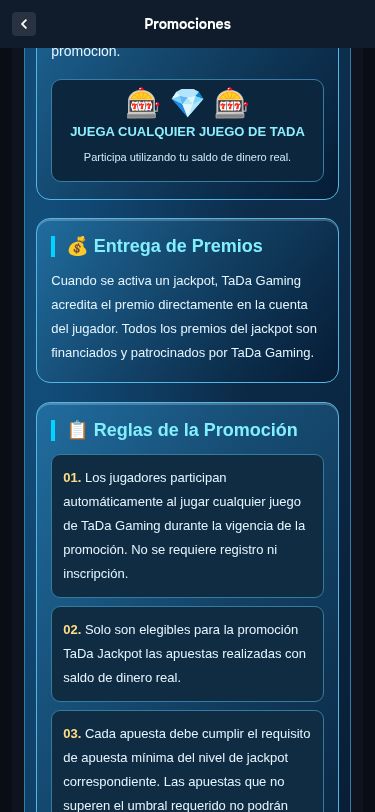 Promociones
promoción.
JUEGA CUALQUIER JUEGO DE TADA
Participa utilizando tu saldo de dinero real.
Entrega de Premios
Cuando se activa un jackpot, TaDa Gaming
acredita el premio directamente en la cuenta
del jugador. Todos los premios del jackpot son
financiados y patrocinados por TaDa Gaming.
Reglas de la Promoción
01. Los jugadores participan
automáticamente al jugar cualquier juego
de TaDa Gaming durante la vigencia de la
promoción. No se requiere registro ni
inscripción.
02. Solo son elegibles para la promoción
TaDa Jackpot las apuestas realizadas con
saldo de dinero real.
03. Cada apuesta debe cumplir el requisito
de apuesta mínima del nivel de jackpot
correspondiente. Las apuestas que no
superen el umbral requerido no podrán